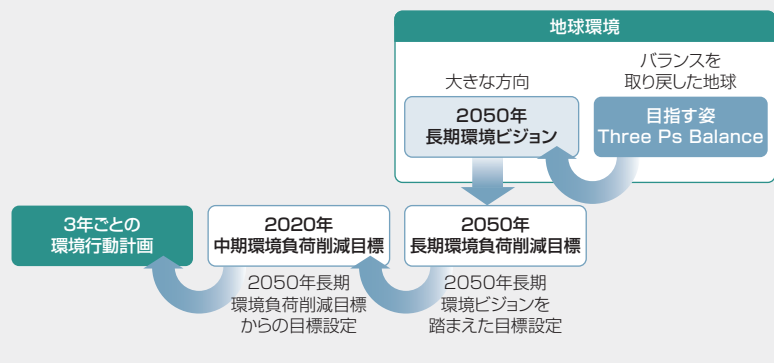 地球環境
大きな方向
バランスを
取り戻した地球
2050年
長期環境ビジョン
目指す姿
Three Ps Balance
3年ごとの
環境行動計画
2020年
中期環境負荷削減目標
2050年
長期環境負荷削減目標
2050年長期
環境負荷削減目標
からの目標設定
2050年長期
環境ビジョンを
踏まえた目標設定